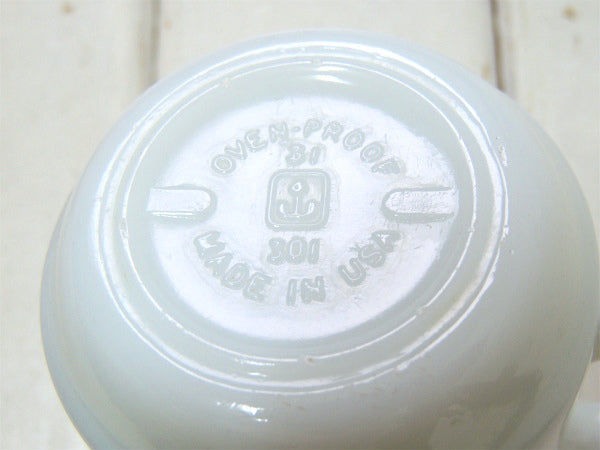 OVEN-PROOF
31
301
MADE IN USA